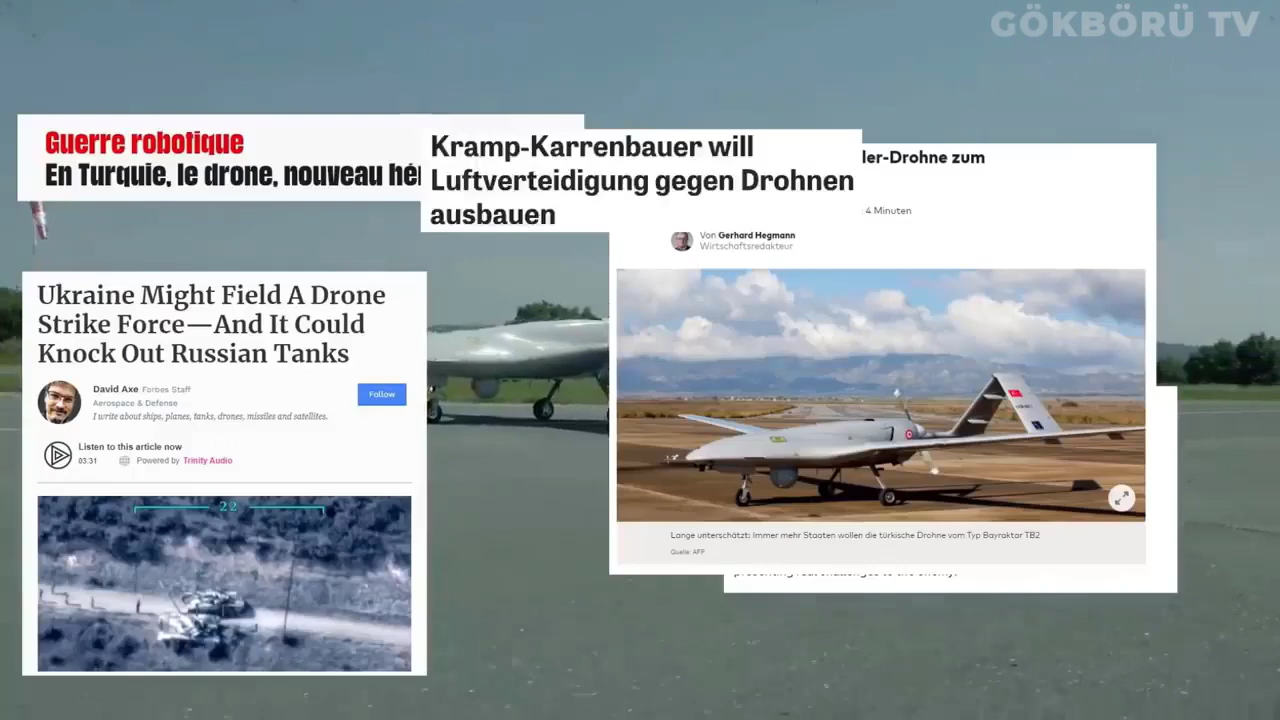 GÖKBÖRÜ TV
Guerre robotique
En Turquie, le drone, nouveau
Kramp-Karrenbauer will
Luftverteidigung gegen Drohnen
ausbauen
ler-Drohne zum
4 Minuten
Von Gerhard Hegmann
Wirtschaftsredakteur
Ukraine Might Field A Drone
Strike Force—And It Could
Knock Out Russian Tanks
David Axe Forbes Staff
Aerospace & Defense
I write about ships, planes, tanks, drones, missiles and satellites.
Follow
Listen to this article now
03:31 Powered by Trinity Audio
22
Lange unterschätzt: Immer mehr Staaten wollen die türkische Drohne vom Typ Bayraktar TB2
Quelle: AFP